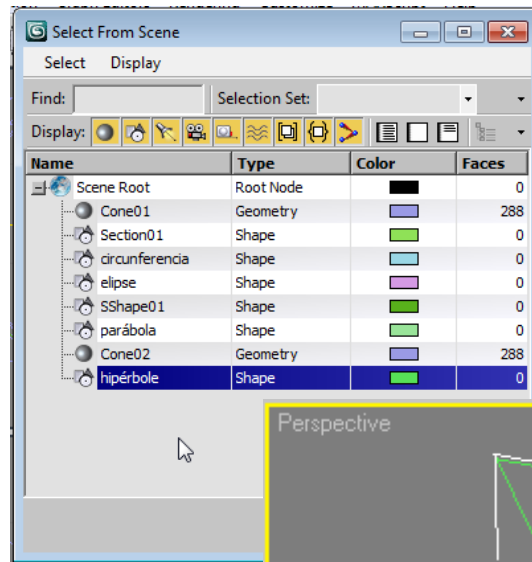 Select From Scene
Select Display
Find: Selection Set:
Display:
Name Type Color Faces
Scene Root Root Node 0
Cone01 Geometry 288
Section01 Shape 0
circunferencia Shape 0
elipse Shape 0
SShape01 Shape 0
parábola Shape 0
Cone02 Geometry 288
hipérbole Shape 0
Perspective